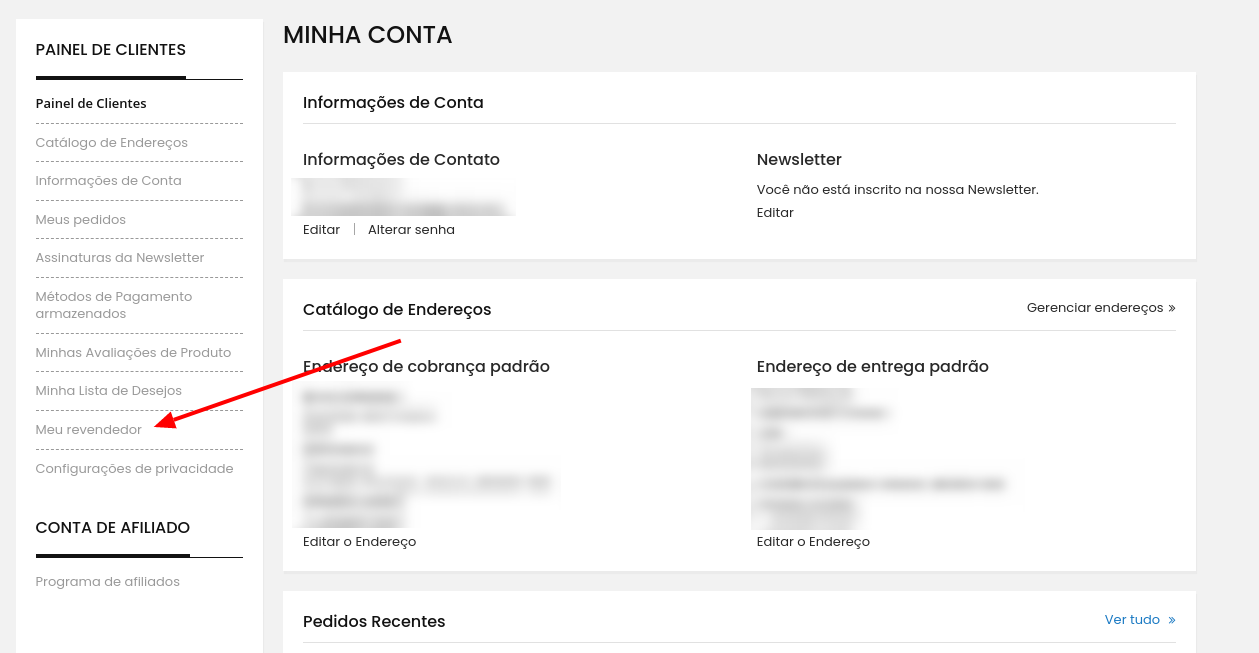 PAINEL DE CLIENTES
Painel de Clientes
Catálogo de Endereços
Informações de Conta
Meus pedidos
Assinaturas da Newsletter
Métodos de Pagamento
armazenados
Minhas Avaliações de Produto
Minha Lista de Desejos
Meu revendedor
Configurações de privacidade
CONTA DE AFILIADO
Programa de afiliados
MINHA CONTA
Informações de Conta
Informações de Contato
Editar | Alterar senha
Newsletter
Você não está inscrito na nossa Newsletter.
Editar
Catálogo de Endereços
Gerenciar endereços »
Endereço de cobrança padrão
Editar o Endereço
Endereço de entrega padrão
Editar o Endereço
Pedidos Recentes
Ver tudo »